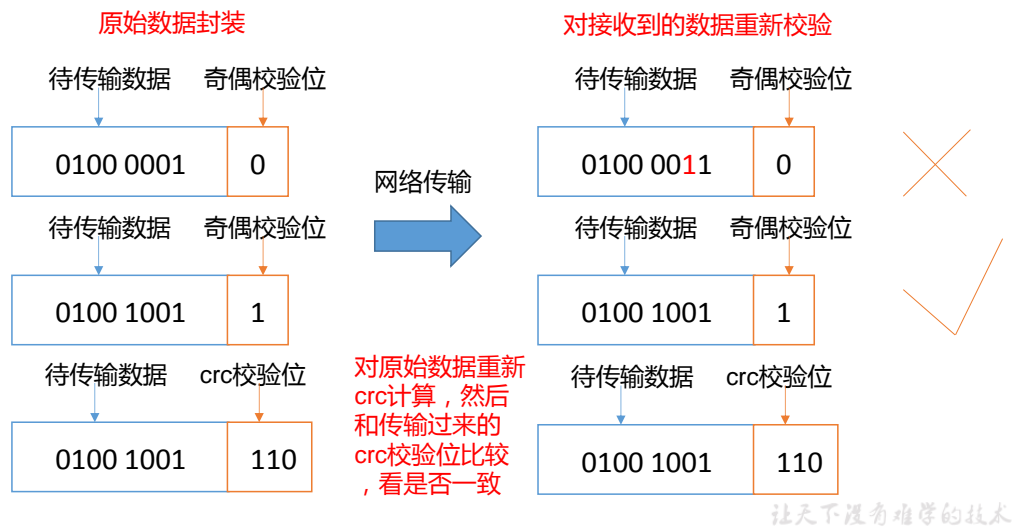 原始数据封装
对接收到的数据重新校验
待传输数据 奇偶校验位
待传输数据 奇偶校验位
0100 0001 0
0100 0011 0
网络传输
待传输数据 奇偶校验位
待传输数据 奇偶校验位
0100 1001 1
0100 1001 1
待传输数据 crc校验位
待传输数据 crc校验位
对原始数据重新
crc计算，然后
和传输过来的
crc校验位比较
，看是否一致
0100 1001 110
0100 1001 110
让天下没有难学的技术